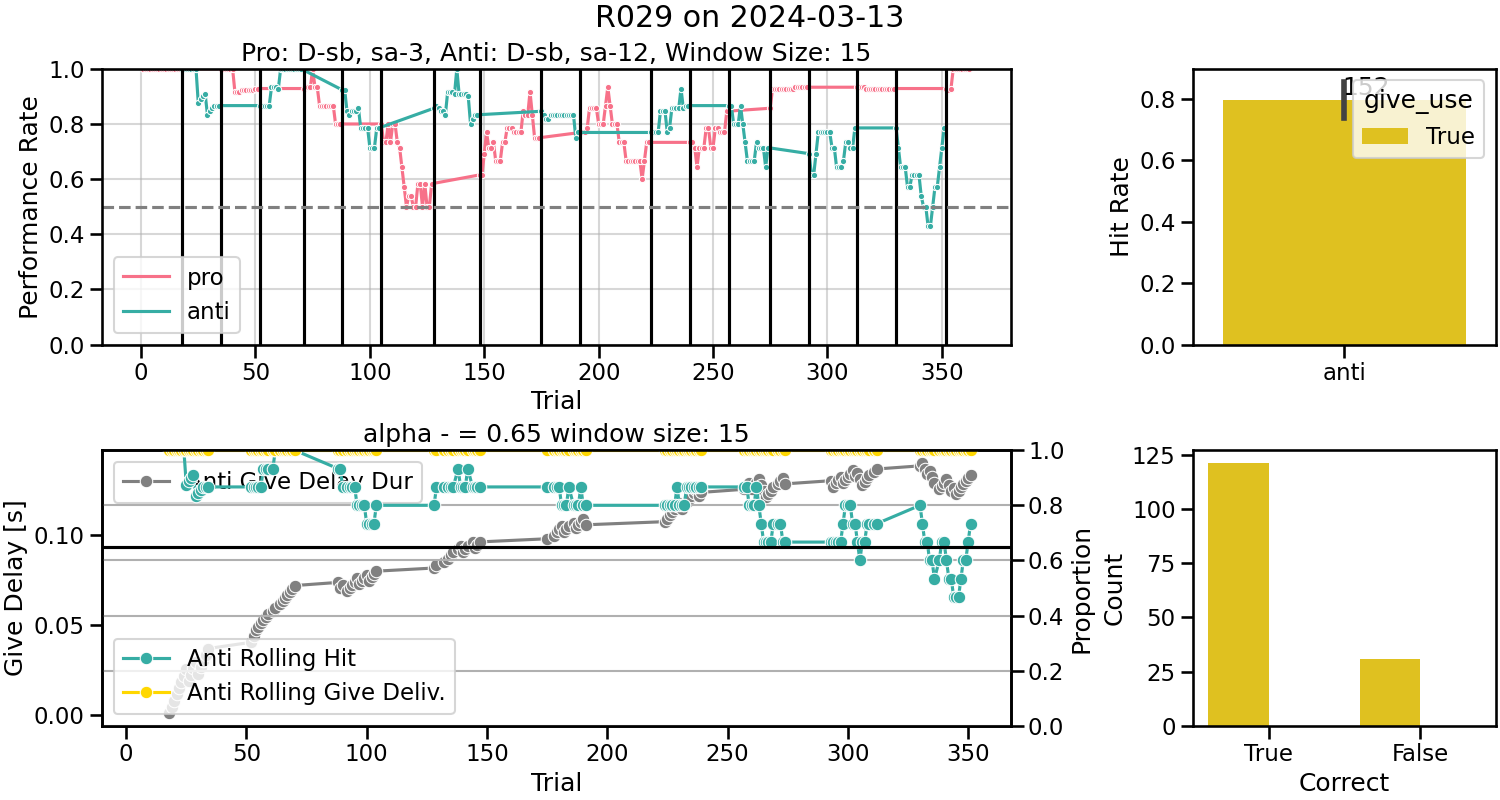 R029 on 2024-03-13
Pro: D-sb, sa-3, Anti: D-sb, sa-12, Window Size: 15
1.0
0.8
0.6
0.4
0.2
0.0
Performance Rate
pro
anti
0 50 100 150 200 250 300 350
Trial
0.8
0.6
0.4
0.2
0.0
Hit Rate
152
give_use
True
anti
alpha - = 0.65 window size: 15
0.10
0.05
0.00
Give Delay [s]
Anti Give Delay Dur
Anti Rolling Hit
Anti Rolling Give Deliv.
1.0
0.8
0.6
0.4
0.2
0.0
Proportion
0 50 100 150 200 250 300 350
Trial
125
100
75
50
25
0
Count
True False
Correct